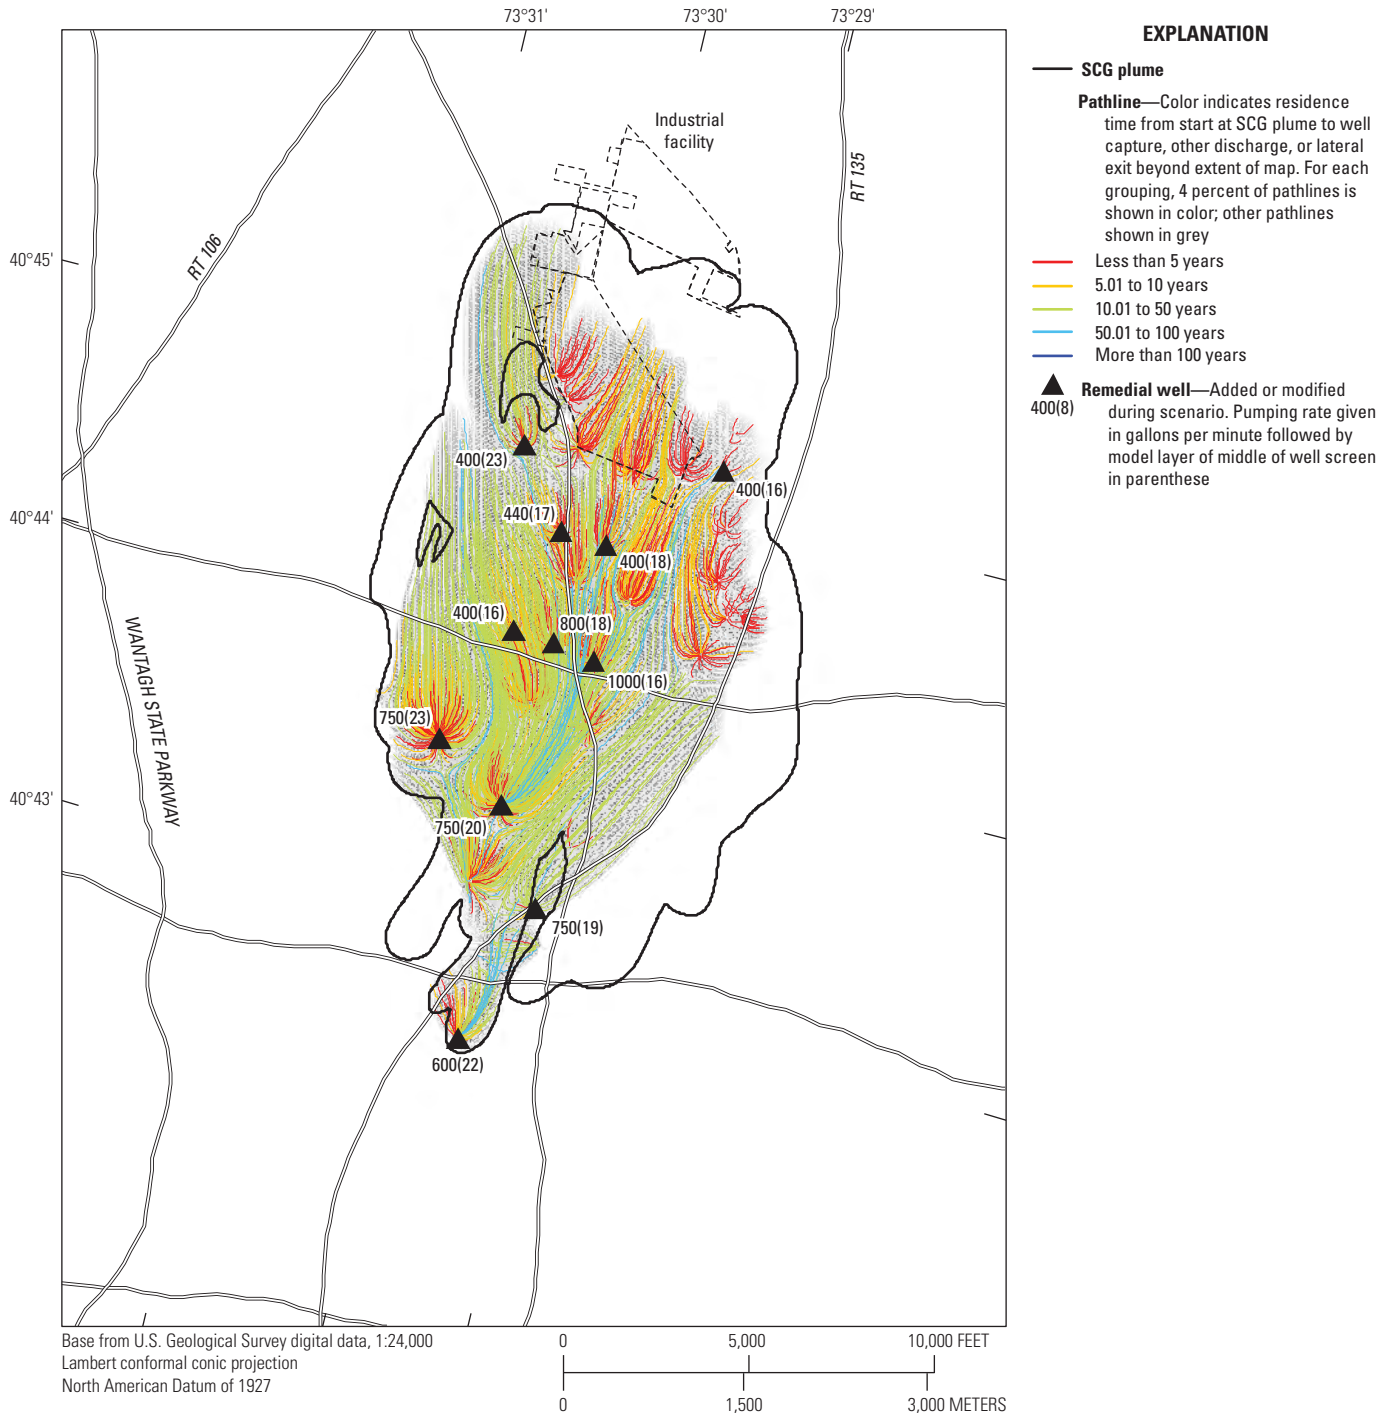 73°31'
73°30'
73°29'
EXPLANATION
SCG plume
Pathline—Color indicates residence
time from start at SCG plume to well
capture, other discharge, or lateral
exit beyond extent of map. For each
grouping, 4 percent of pathlines is
shown in color; other pathlines
shown in grey
Less than 5 years
5.01 to 10 years
10.01 to 50 years
50.01 to 100 years
More than 100 years
400(8)
Remedial well—Added or modified
during scenario. Pumping rate given
in gallons per minute followed by
model layer of middle of well screen
in parenthese
Industrial
facility
RT 135
RT 106
40°45'
400(23)
400(16)
40°44'
440(17)
400(18)
400(16)
800(18)
1000(16)
WANTAGH STATE PARKWAY
750(23)
40°43'
750(20)
750(19)
600(22)
Base from U.S. Geological Survey digital data, 1:24,000
Lambert conformal conic projection
North American Datum of 1927
0
5,000
10,000 FEET
0
1,500
3,000 METERS